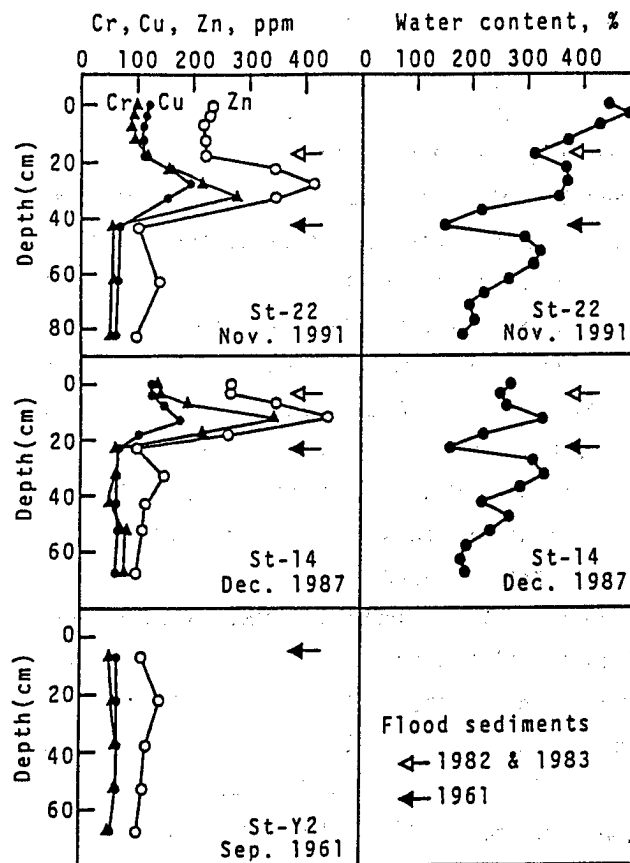 Cr, Cu, Zn, ppm
Water content, %
0 100 200 300 400
0 100 200 300 400
Cr Cu Zn
Depth(cm)
0
20
40
60
80
St-22
Nov. 1991
St-22
Nov. 1991
Depth(cm)
0
20
40
60
St-14
Dec. 1987
St-14
Dec. 1987
Depth(cm)
0
20
40
60
St-Y2
Sep. 1961
Flood sediments
1982 & 1983
1961